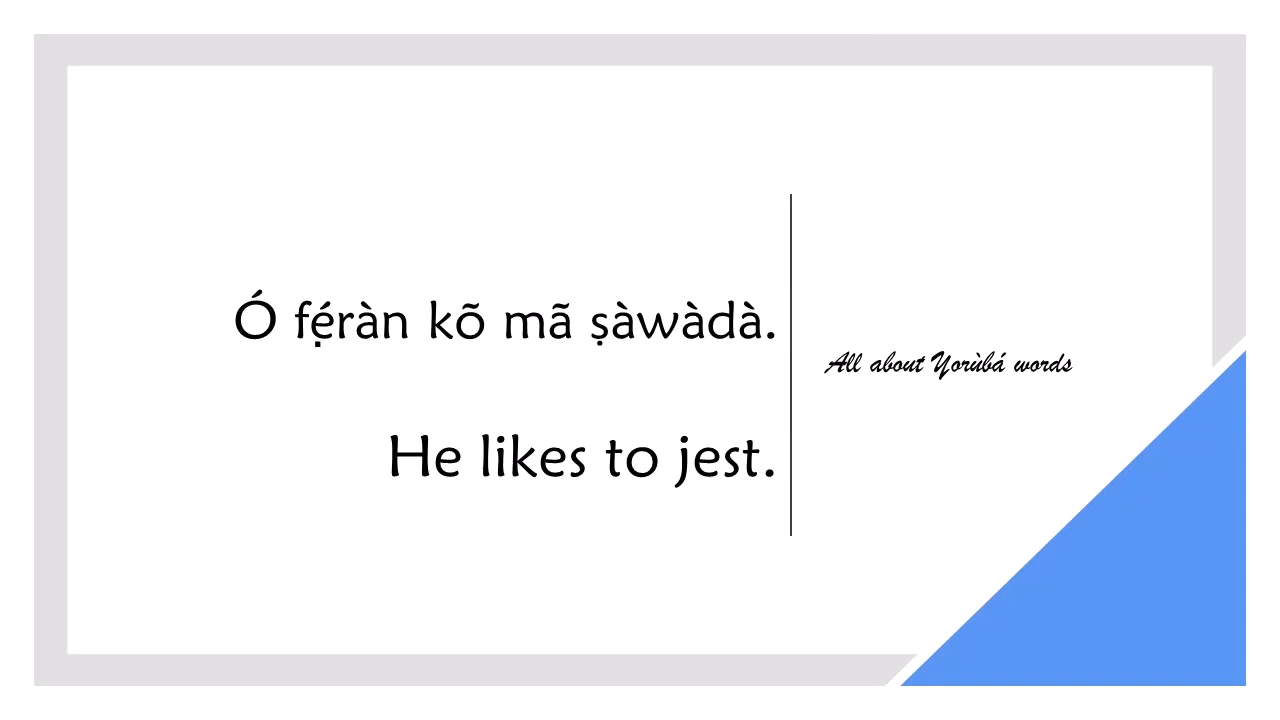 Ó fẹ́ràn kõ mã ṣàwàdà.
He likes to jest.
All about Yorùbá words